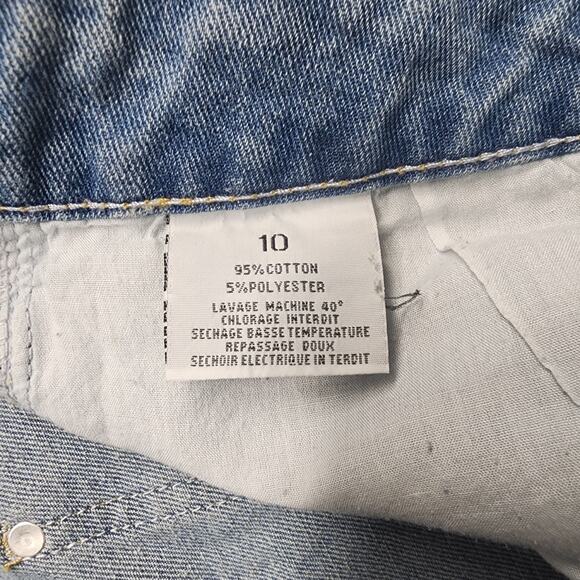 10
95%COTTON
5%POLYESTER
LAVAGE MACHINE 40°
CHLORAGE INTERDIT
SECHAGE BASSE TEMPERATURE
REPASSAGE DOUX
SECHOIR ELECTRIQUE IN TERDIT